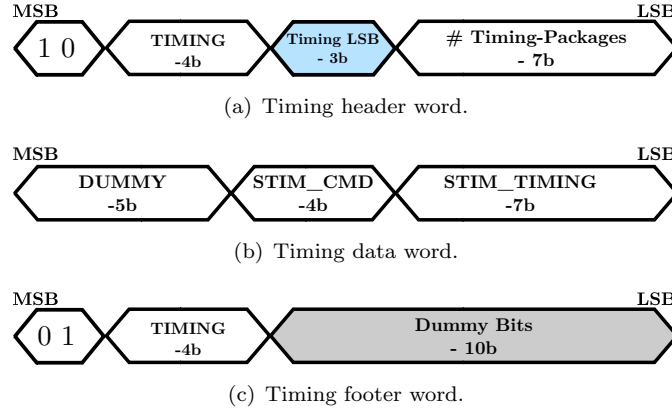 MSB LSB
1 0 TIMING -4b Timing LSB - 3b # Timing-Packages - 7b
(a) Timing header word.
MSB LSB
DUMMY -5b STIM_CMD -4b STIM_TIMING -7b
(b) Timing data word.
MSB LSB
0 1 TIMING -4b Dummy Bits - 10b
(c) Timing footer word.